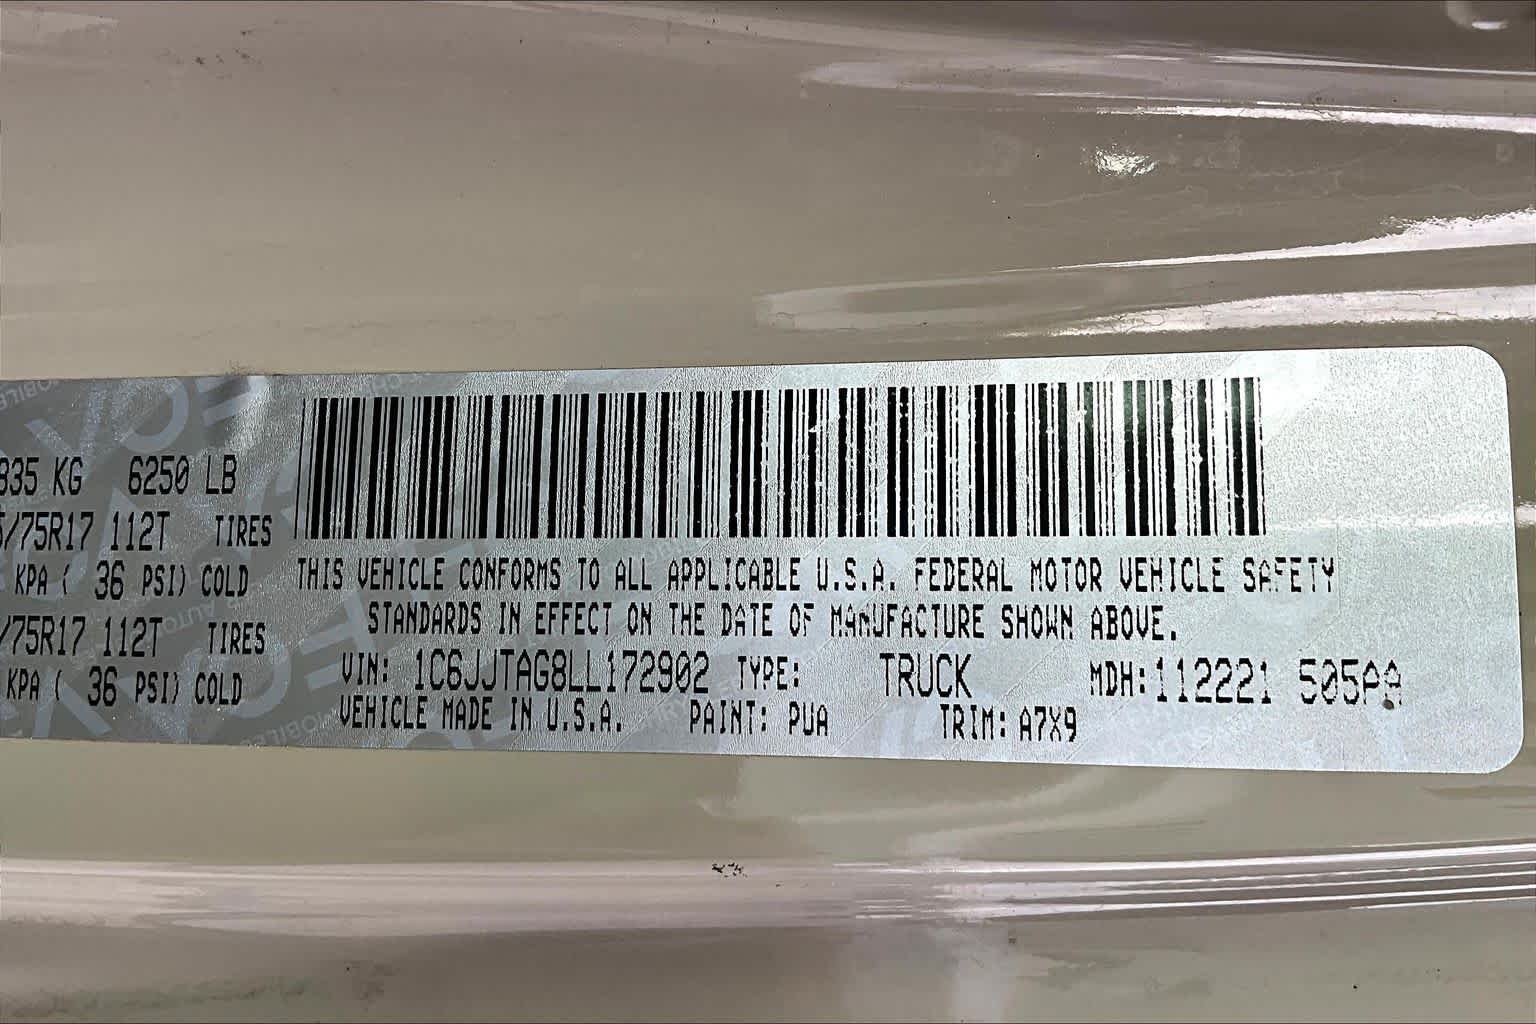 835 KG 6250 LB
/75R17 112T TIRES
KPA ( 36 PSI) COLD
/75R17 112T TIRES
KPA ( 36 PSI) COLD
THIS VEHICLE CONFORMS TO ALL APPLICABLE U.S.A. FEDERAL MOTOR VEHICLE SAFETY
STANDARDS IN EFFECT ON THE DATE OF MANUFACTURE SHOWN ABOVE.
VIN: 1C6JJTAG8LL172902 TYPE: TRUCK MDH:112221 505AA
VEHICLE MADE IN U.S.A. PAINT: PUA TRIM: A7X9